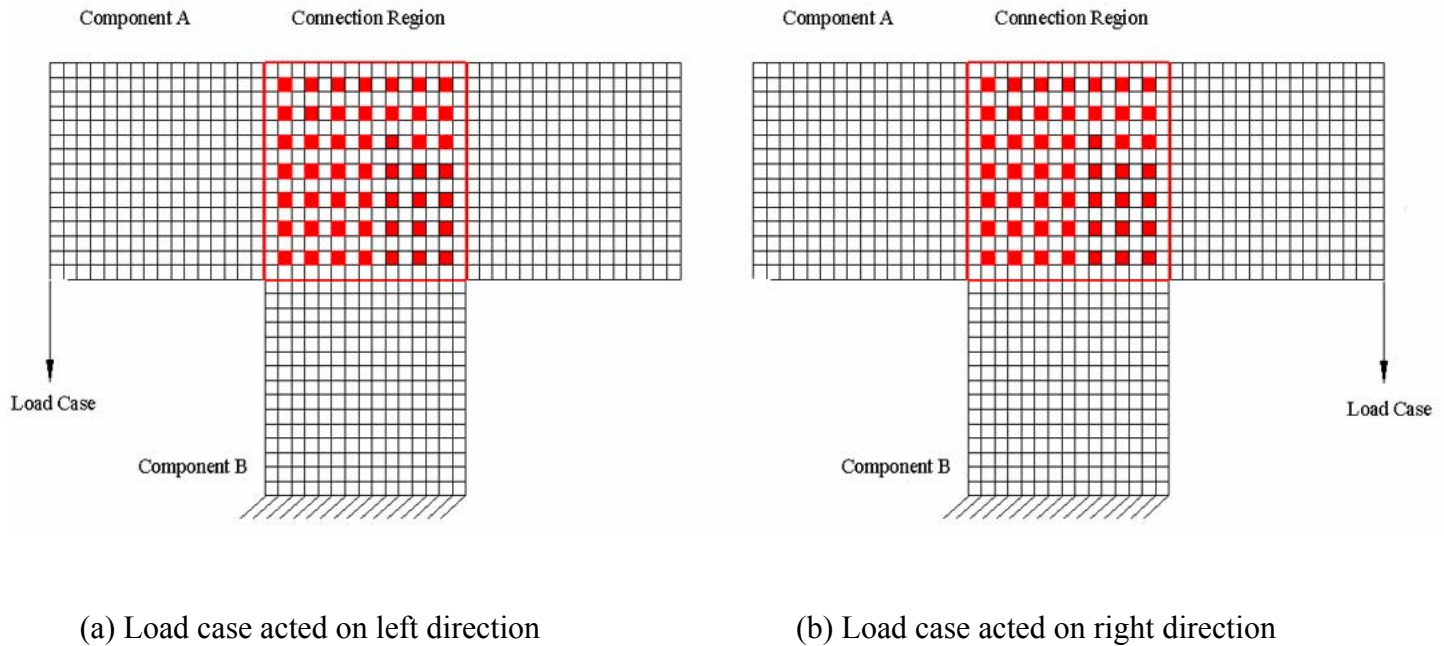 Component A
Connection Region
Component A
Connection Region
Load Case
Load Case
Component B
Component B
(a) Load case acted on left direction
(b) Load case acted on right direction